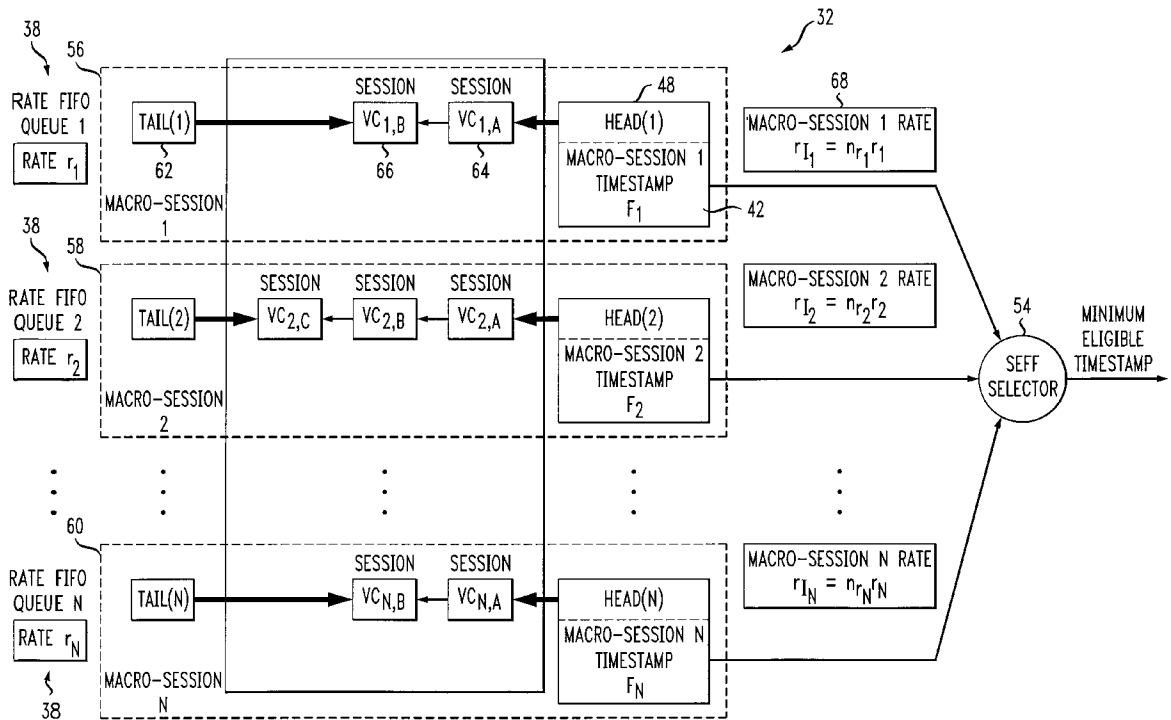 32
38
56
RATE FIFO
QUEUE 1
RATE r1
TAIL(1)
62
MACRO-SESSION
1
SESSION
VC1,B
66
SESSION
VC1,A
64
48
HEAD(1)
MACRO-SESSION 1
TIMESTAMP
F1
42
68
MACRO-SESSION 1 RATE
rI1 = nr1r1
38
58
RATE FIFO
QUEUE 2
RATE r2
TAIL(2)
MACRO-SESSION
2
SESSION
VC2,C
SESSION
VC2,B
SESSION
VC2,A
HEAD(2)
MACRO-SESSION 2
TIMESTAMP
F2
MACRO-SESSION 2 RATE
rI2 = nr2r2
54
SEFF
SELECTOR
MINIMUM
ELIGIBLE
TIMESTAMP
60
RATE FIFO
QUEUE N
RATE rN
38
TAIL(N)
MACRO-SESSION
N
SESSION
VCN,B
SESSION
VCN,A
HEAD(N)
MACRO-SESSION N
TIMESTAMP
FN
MACRO-SESSION N RATE
rIN = nrNrN